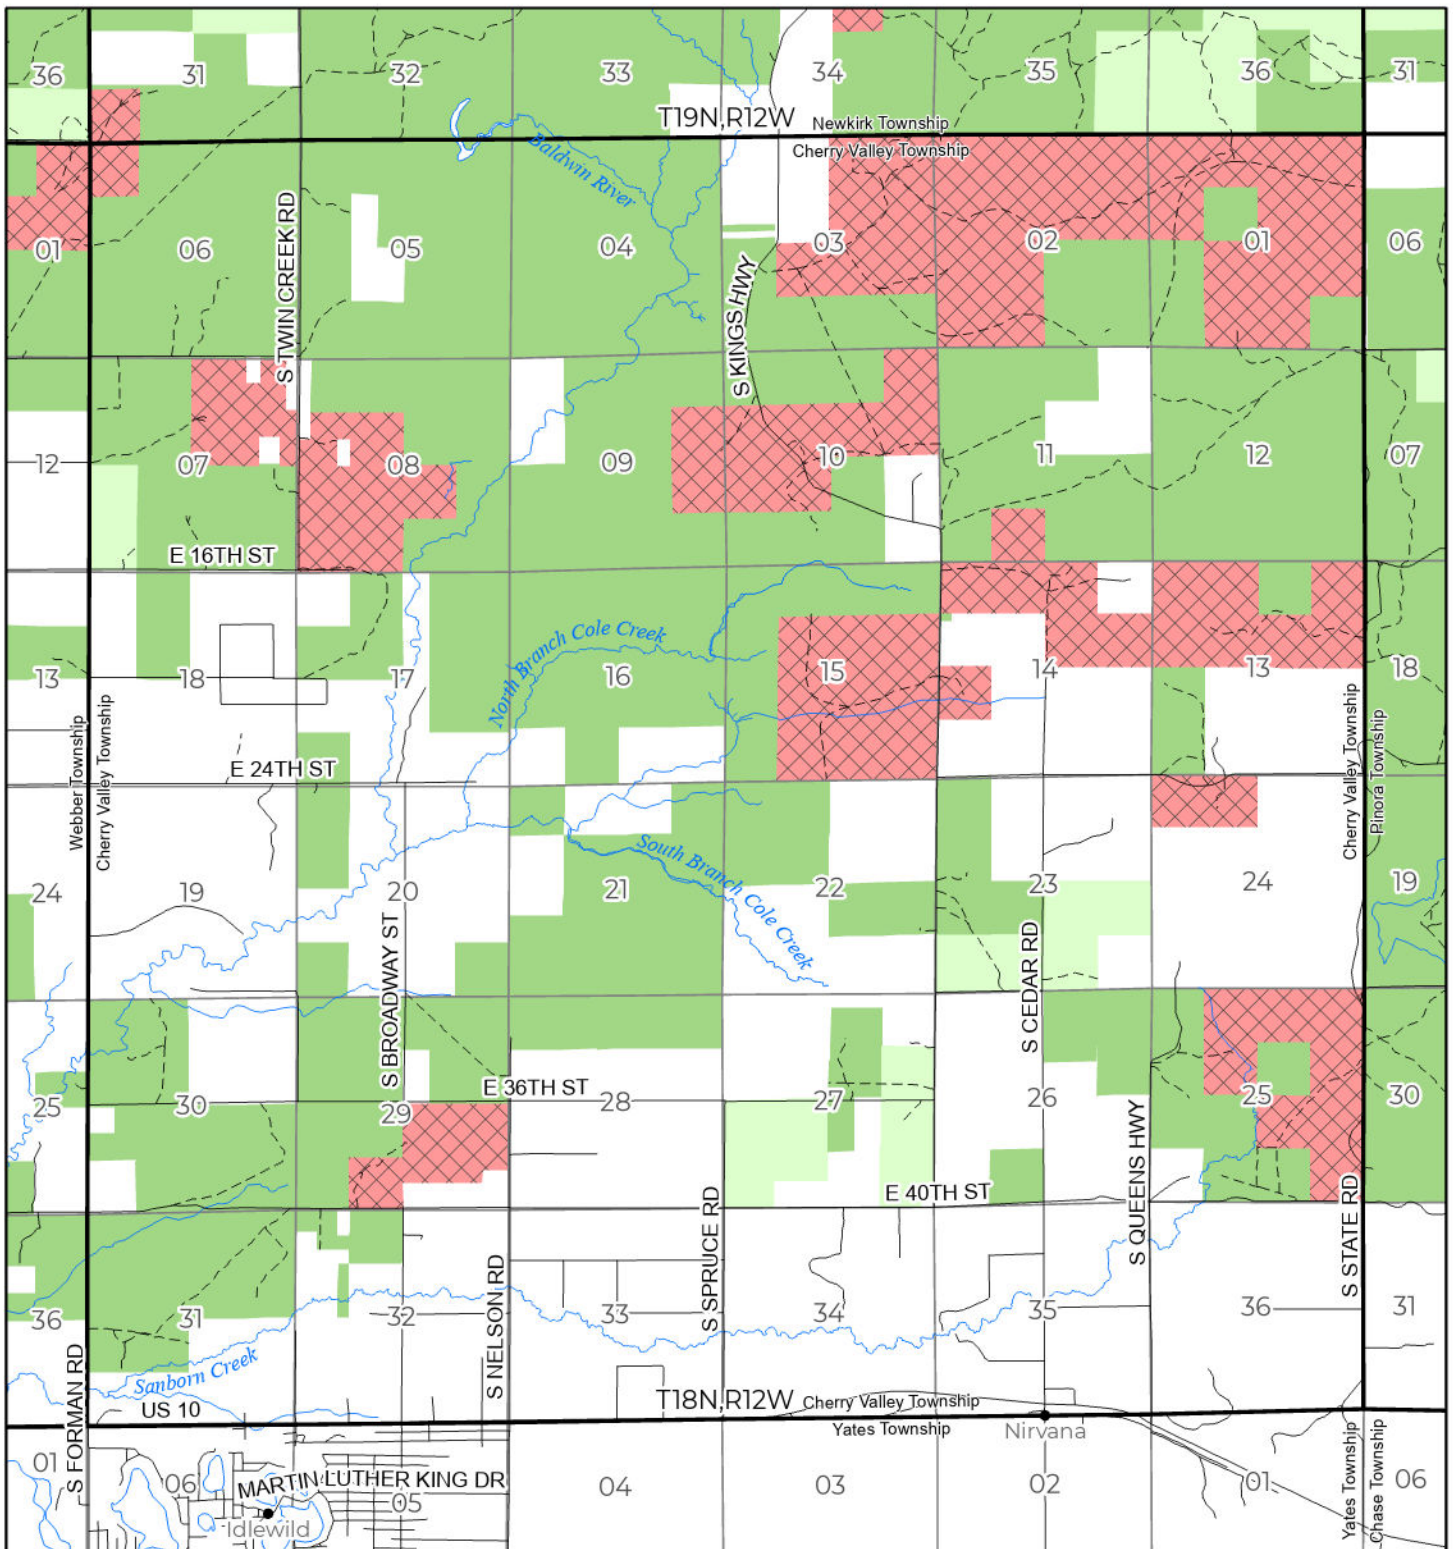 36
31
32
33
34
35
36
31
T19N,R12W
Newkirk Township
Cherry Valley Township
Baldwin River
01
06
S TWIN CREEK RD
05
04
S KINGS HWY
03
02
01
06
12
07
08
09
10
11
12
07
E 16TH ST
13
18
17
North Branch Cole Creek
16
15
14
13
18
Webber Township
Cherry Valley Township
E 24TH ST
Cherry Valley Township
Pinora Township
24
19
20
21
South Branch Cole Creek
22
23
24
19
S BROADWAY ST
S CEDAR RD
25
30
29
E 36TH ST
28
27
26
S QUEENS HWY
25
30
E 40TH ST
S SPRUCE RD
S STATE RD
36
31
32
S NELSON RD
33
34
35
36
31
S FORMAN RD
Sanborn Creek
US 10
T18N,R12W
Cherry Valley Township
Yates Township
Nirvana
01
06
MARTIN LUTHER KING DR
05
04
03
02
01
Yates Township
Chase Township
06
Idlewild